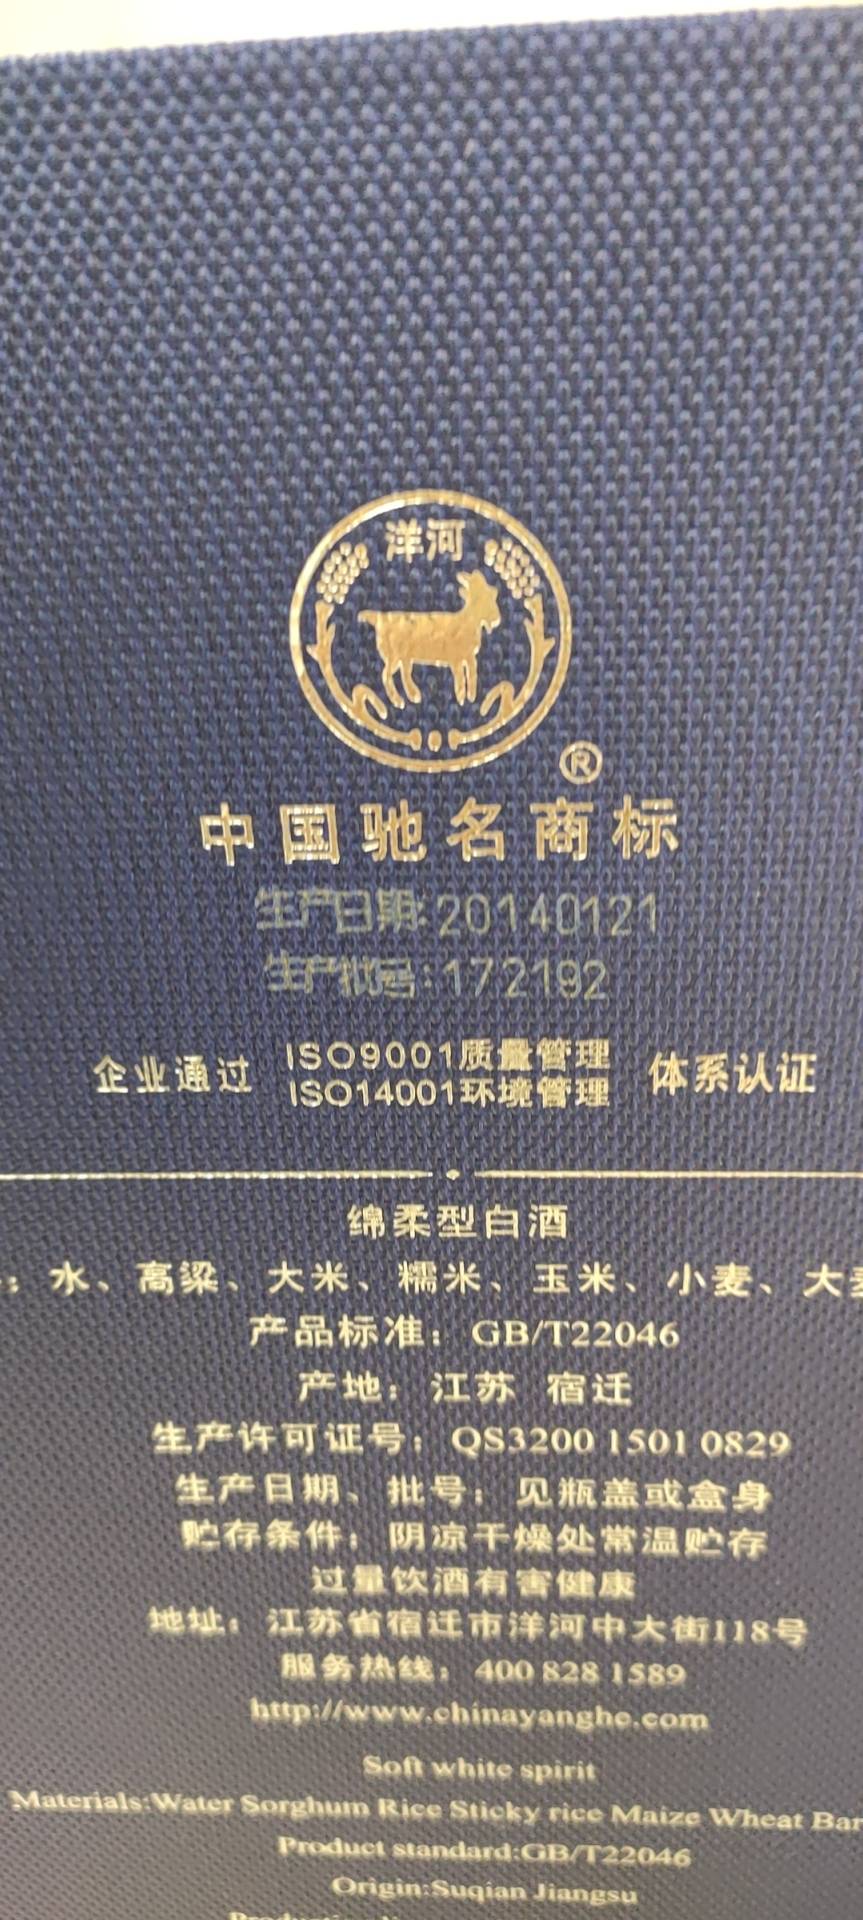 洋河
®
中国驰名商标
生产日期:20140121
生产批号:172192
企业通过 ISO9001质量管理 体系认证
ISO14001环境管理
绵柔型白酒
:水、高粱、大米、糯米、玉米、小麦、大麦
产品标准：GB/T22046
产地：江苏 宿迁
生产许可证号：QS3200 1501 0829
生产日期、批号：见瓶盖或盒身
贮存条件：阴凉干燥处常温贮存
过量饮酒有害健康
地址：江苏省宿迁市洋河中大街118号
服务热线：400 828 1589
http://www.chinayanghe.com
Soft white spirit
Materials:Water Sorghum Rice Sticky rice Maize Wheat Bar
Product standard:GB/T22046
Origin:Suqian Jiangsu